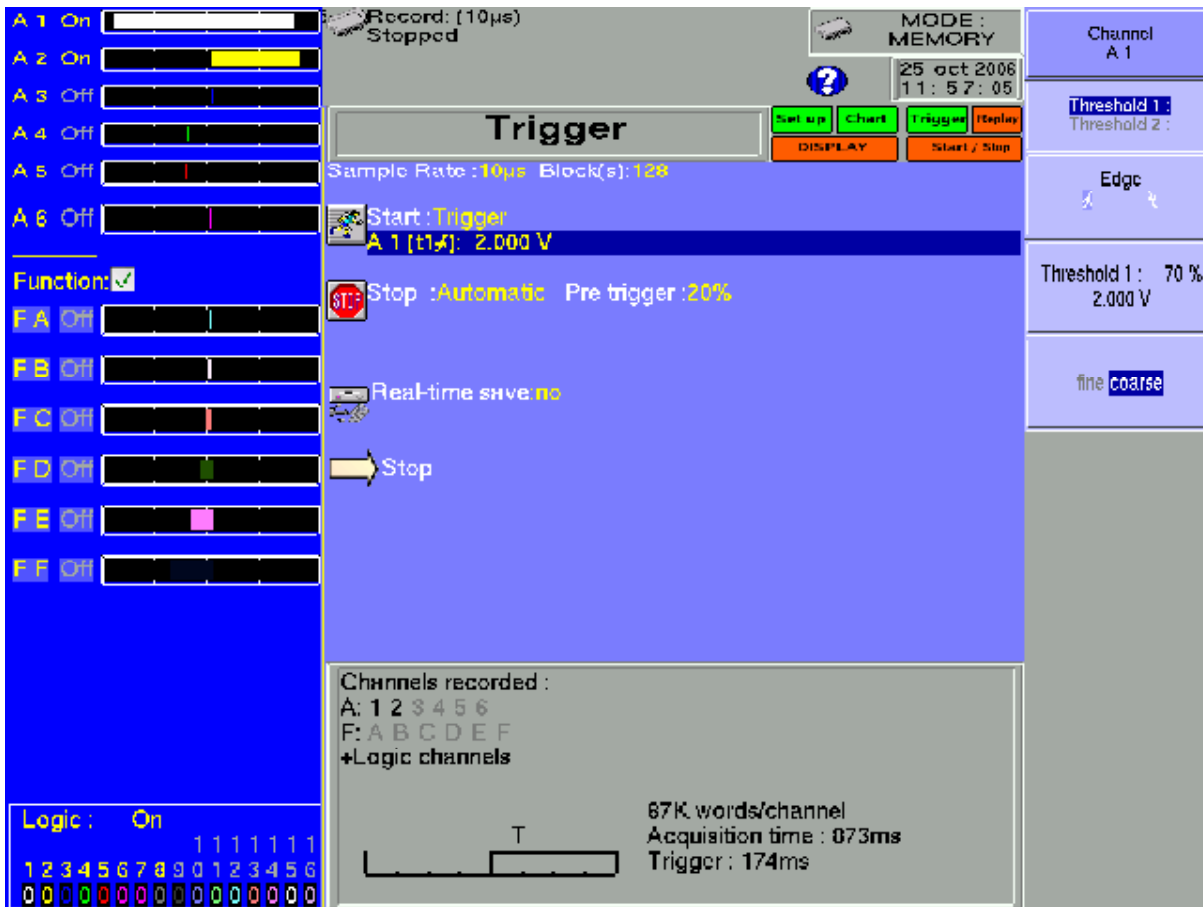 A 1 On
A 2 On
A 3 Off
A 4 Off
A 5 Off
A 6 Off
Function:
F A Off
F B Off
F C Off
F D Off
F E Off
F F Off
Logic : On
1 1 1 1 1 1 1
1 2 3 4 5 6 7 8 9 0 1 2 3 4 5 6
0 0 0 0 0 0 0 0 0 0 0 0 0 0 0 0
Record: (10µs)
Stopped
MODE :
MEMORY
?
25 oct 2006
11: 57: 05
Trigger
Set up Chart Trigger Replay
DISPLAY Start / Stop
Sample Rate :10µs Block(s):128
Start :Trigger
A 1 [t1]: 2.000 V
STOP
Stop :Automatic Pre trigger :20%
Real-time save:no
Stop
Channels recorded :
A: 1 2 3 4 5 6
F: A B C D E F
+Logic channels
T
67K words/channel
Acquisition time : 873ms
Trigger : 174ms
Channel
A 1
Threshold 1 :
Threshold 2 :
Edge
Threshold 1 : 70 %
2.000 V
fine coarse